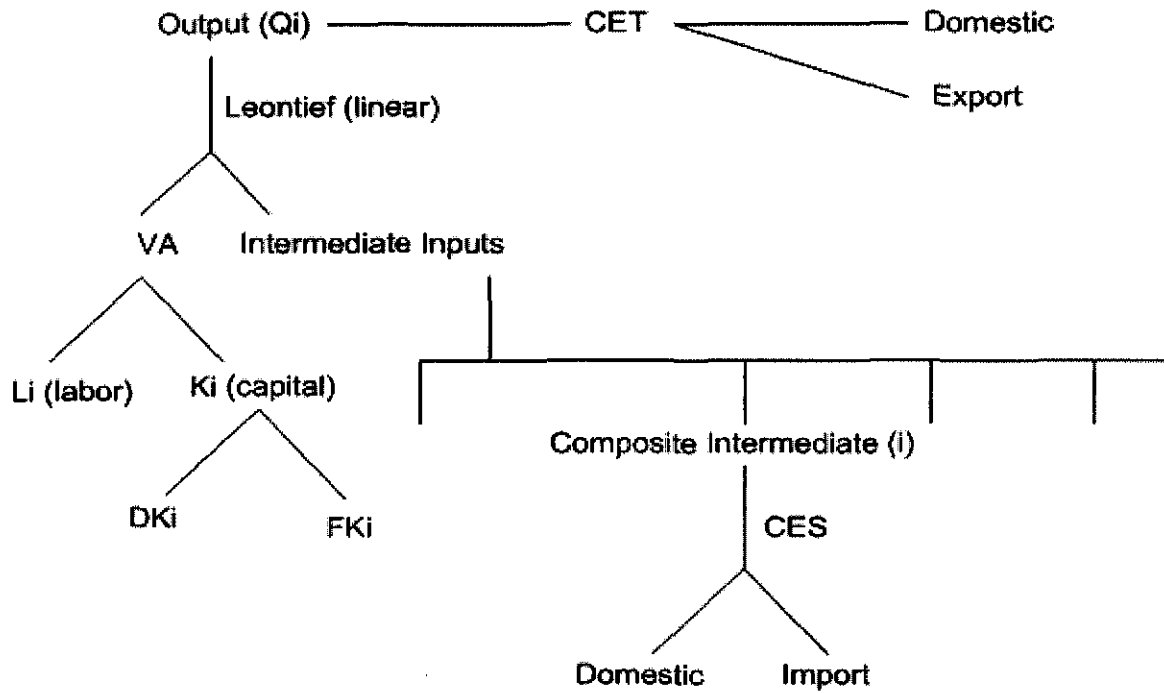 Output (Qi) CET Domestic
Export
Leontief (linear)
VA Intermediate Inputs
Li (labor) Ki (capital)
Composite Intermediate (i)
DKi FKi
CES
Domestic Import